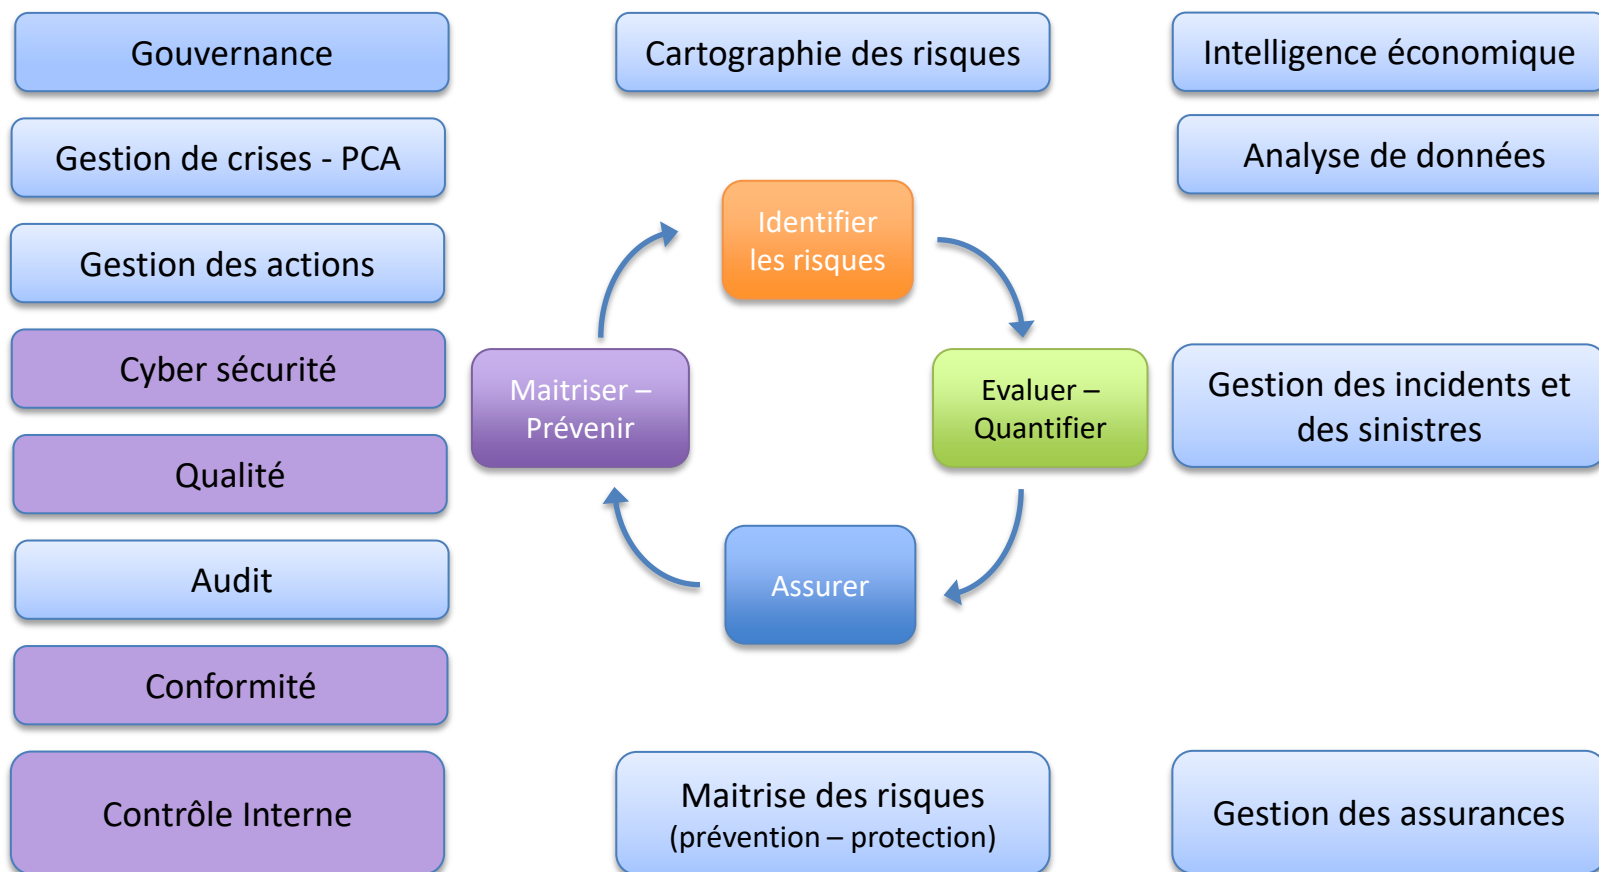 Gouvernance
Cartographie des risques
Intelligence économique
Gestion de crises - PCA
Analyse de données
Gestion des actions
Identifier
les risques
Cyber sécurité
Maitriser –
Prévenir
Evaluer –
Quantifier
Gestion des incidents et
des sinistres
Qualité
Audit
Assurer
Conformité
Contrôle Interne
Maitrise des risques
(prévention – protection)
Gestion des assurances